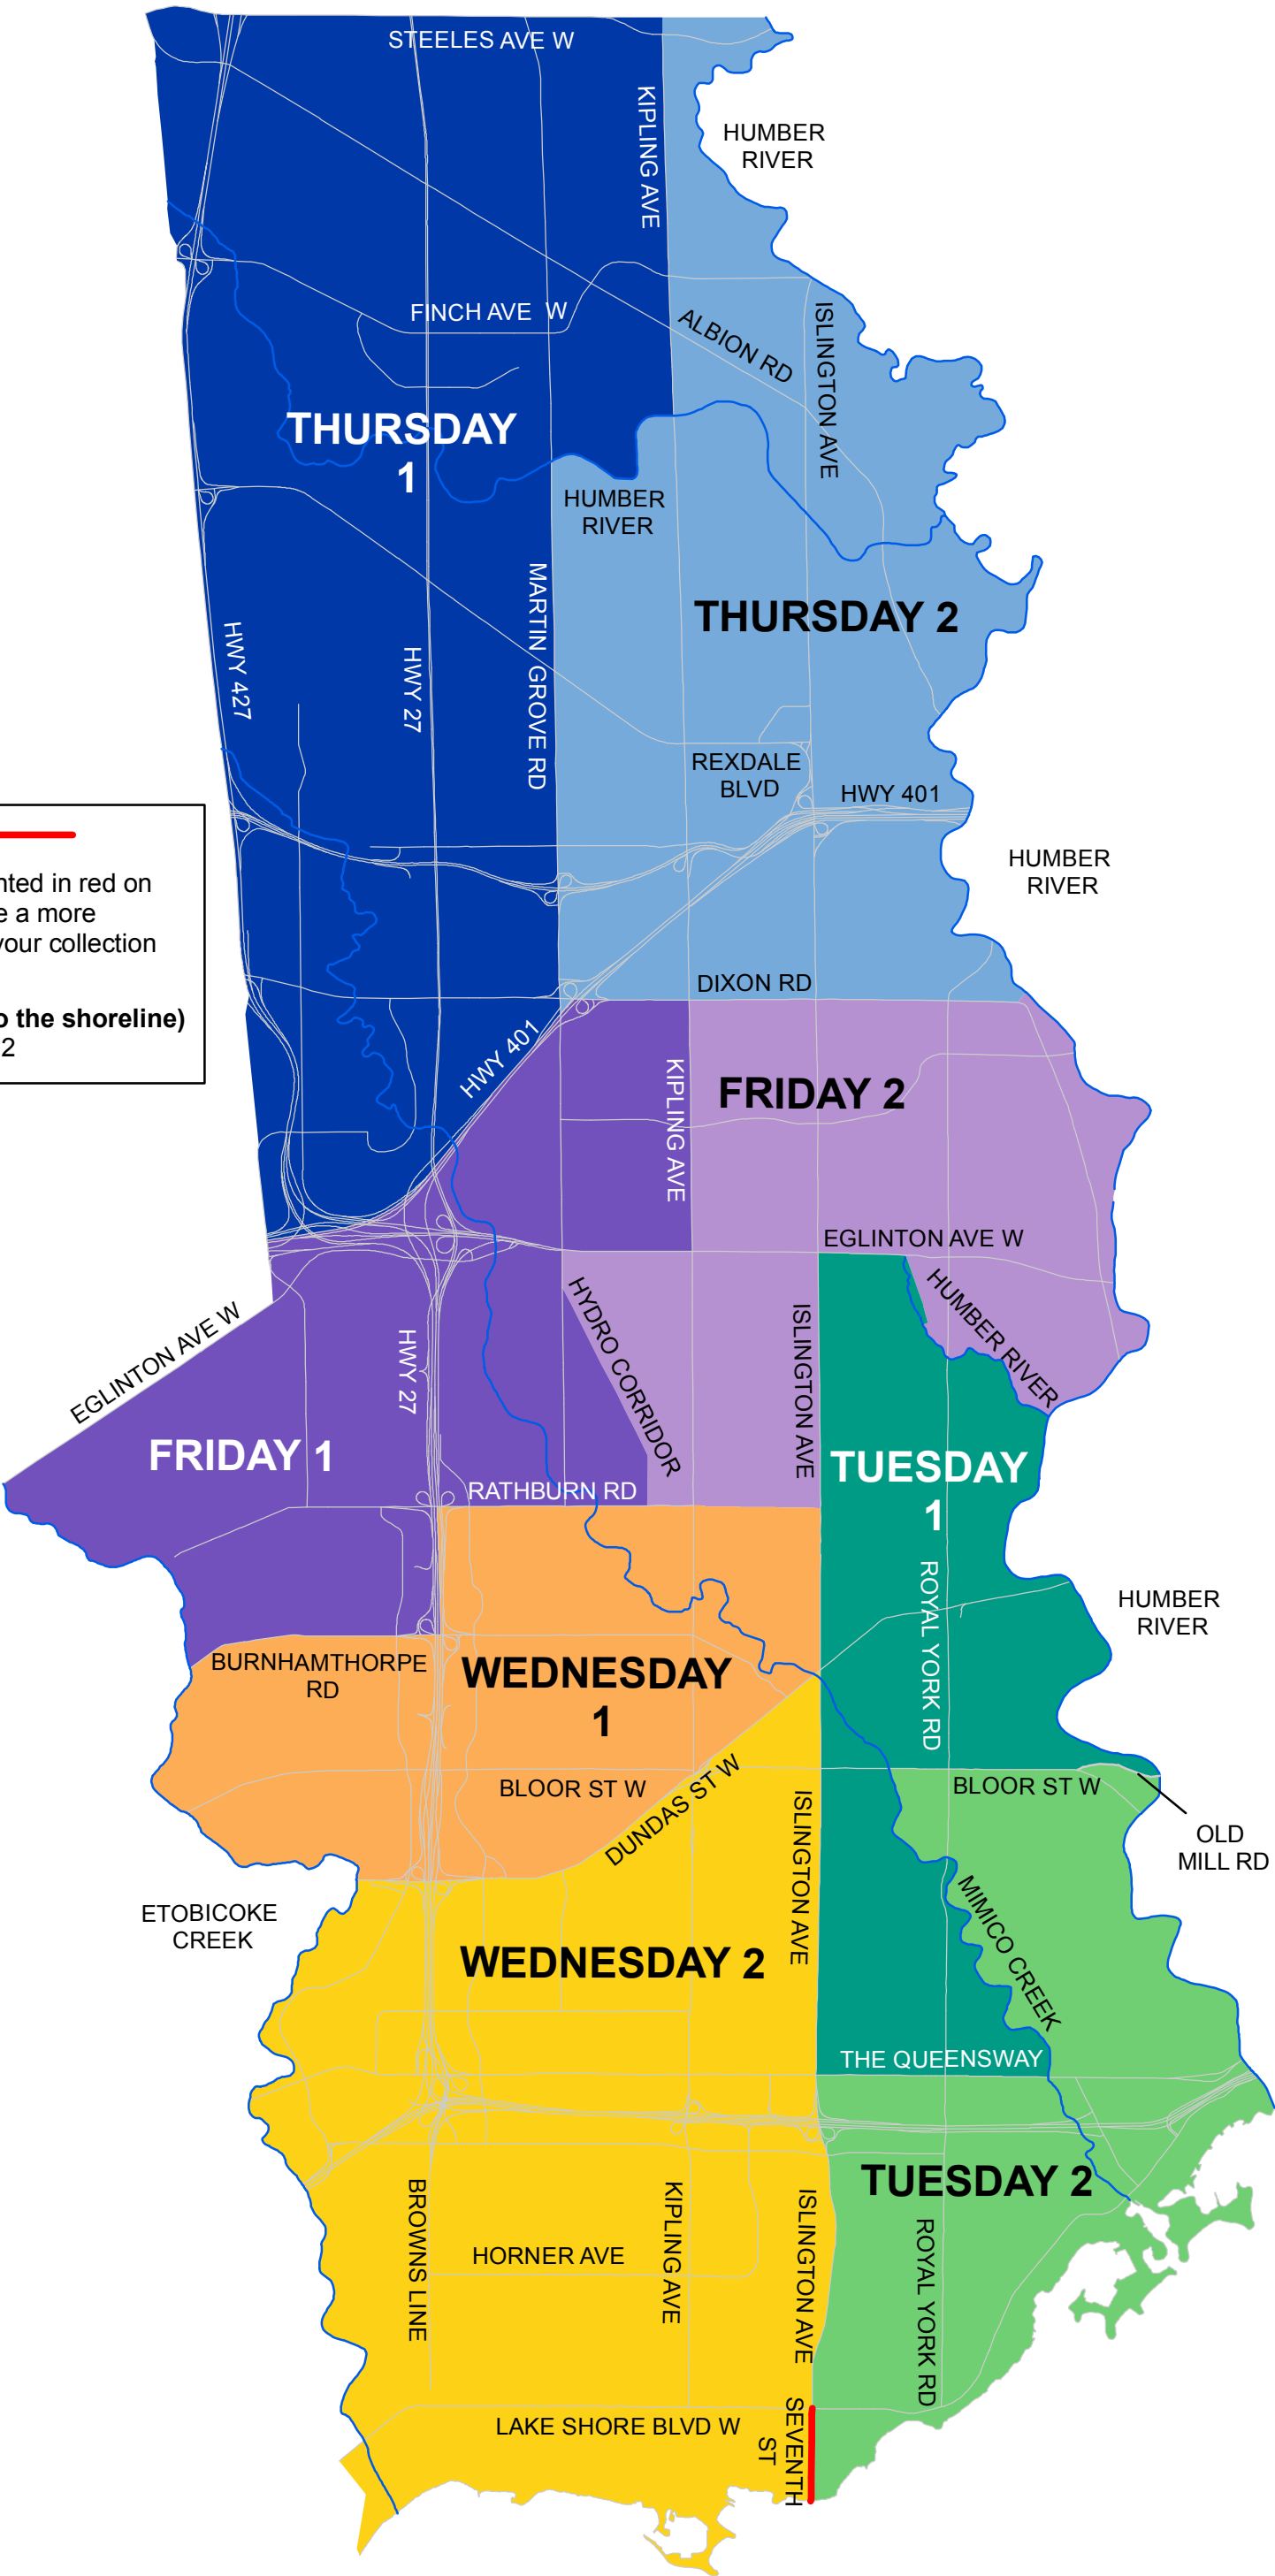 STEELES AVE W
KIPLING AVE
HUMBER
RIVER
FINCH AVE W
ALBION RD
ISLINGTON AVE
THURSDAY
1
HUMBER
RIVER
MARTIN GROVE RD
THURSDAY 2
HWY 427
HWY 27
REXDALE
BLVD
HWY 401
HUMBER
RIVER
in red on
e a more
your collection
the shoreline)
2
DIXON RD
HWY 401
KIPLING AVE
FRIDAY 2
EGLINTON AVE W
HUMBER RIVER
HYDRO CORRIDOR
ISLINGTON AVE
EGLINTON AVE W
HWY 27
FRIDAY 1
RATHBURN RD
TUESDAY
1
ROYAL YORK RD
HUMBER
RIVER
BURNHAMTHORPE
RD
WEDNESDAY
1
BLOOR ST W
DUNDAS ST W
ISLINGTON AVE
BLOOR ST W
OLD
MILL RD
ETOBICOKE
CREEK
MIMICO CREEK
WEDNESDAY 2
THE QUEENSWAY
TUESDAY 2
BROWNS LINE
HORNER AVE
KIPLING AVE
ISLINGTON AVE
ROYAL YORK RD
LAKE SHORE BLVD W
SEVENTH
ST